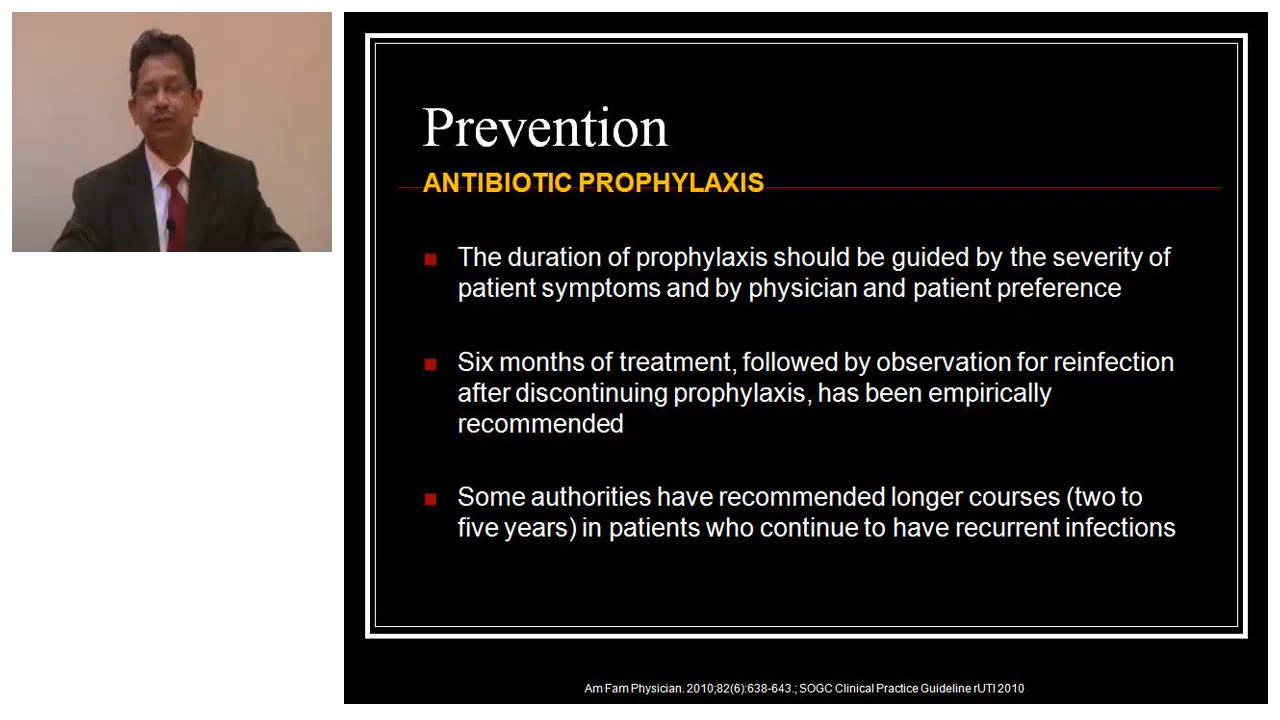 Prevention
ANTIBIOTIC PROPHYLAXIS
The duration of prophylaxis should be guided by the severity of
patient symptoms and by physician and patient preference
Six months of treatment, followed by observation for reinfection
after discontinuing prophylaxis, has been empirically
recommended
Some authorities have recommended longer courses (two to
five years) in patients who continue to have recurrent infections
Am Fam Physician. 2010;82(6):638-643.; SOGC Clinical Practice Guideline rUTI 2010